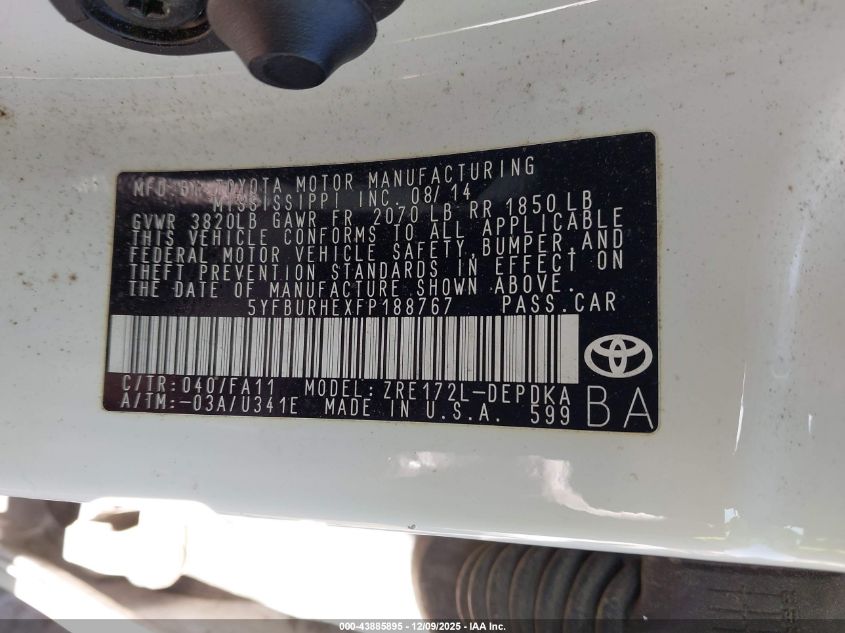 MFD. BY TOYOTA MOTOR MANUFACTURING
MISSISSIPPI INC. 08/14
GVWR 3820LB GAWR FR 2070 LB RR 1850 LB
THIS VEHICLE CONFORMS TO ALL APPLICABLE
FEDERAL MOTOR VEHICLE SAFETY, BUMPER, AND
THEFT PREVENTION STANDARDS IN EFFECT ON
THE DATE OF MANUFACTURE SHOWN ABOVE.
5YFBURHEXFP188767 PASS.CAR
C/TR: 040/FA11 MODEL: ZRE172L-DEPDKA
A/TM: -03A/U341E MADE IN U.S.A. 599 BA
000-43885895 - 12/09/2025 - IAA Inc.